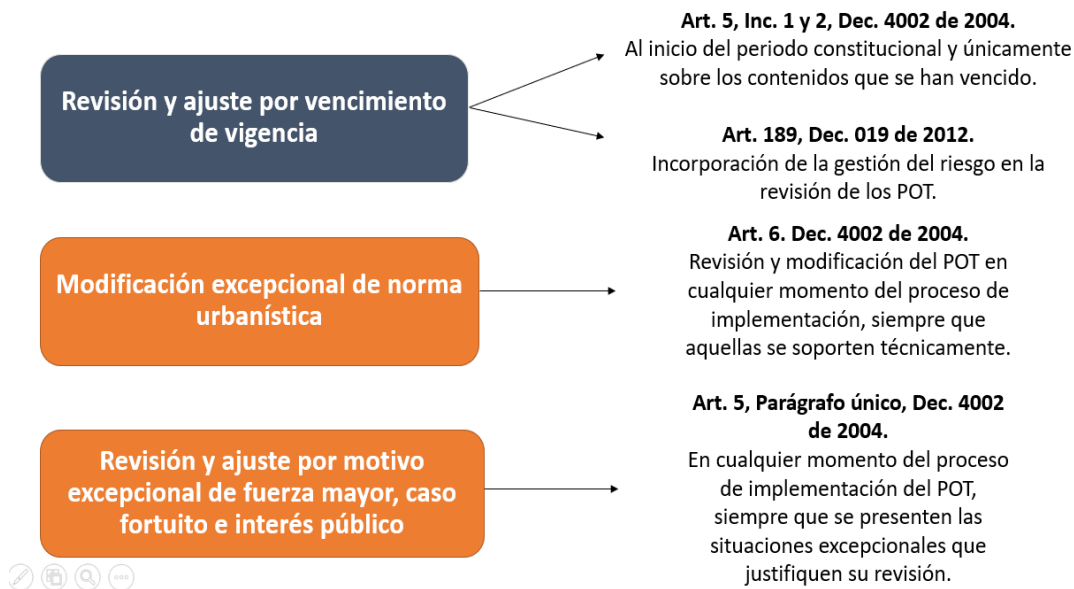 Revisión y ajuste por vencimiento
de vigencia
Art. 5, Inc. 1 y 2, Dec. 4002 de 2004.
Al inicio del periodo constitucional y únicamente
sobre los contenidos que se han vencido.
Art. 189, Dec. 019 de 2012.
Incorporación de la gestión del riesgo en la
revisión de los POT.
Modificación excepcional de norma
urbanística
Art. 6. Dec. 4002 de 2004.
Revisión y modificación del POT en
cualquier momento del proceso de
implementación, siempre que
aquellas se soporten técnicamente.
Revisión y ajuste por motivo
excepcional de fuerza mayor, caso
fortuito e interés público
Art. 5, Parágrafo único, Dec. 4002
de 2004.
En cualquier momento del proceso
de implementación del POT,
siempre que se presenten las
situaciones excepcionales que
justifiquen su revisión.